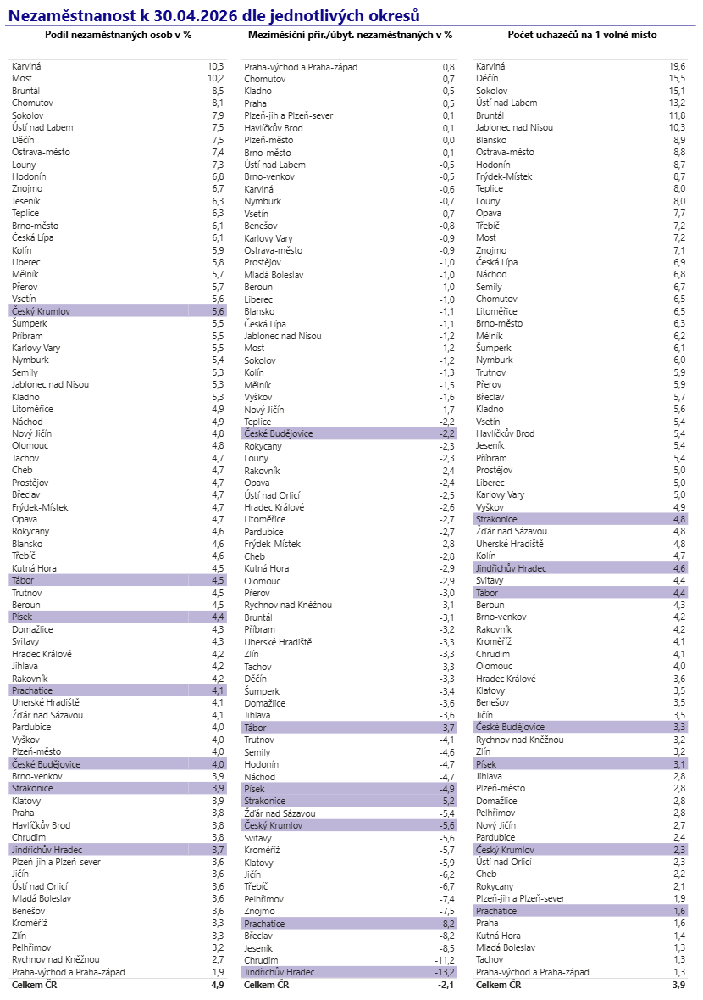 Nezaměstnanost k 30.04.2026 dle jednotlivých okresů
Podíl nezaměstnaných osob v %
Karviná 10,3
Most 10,2
Bruntál 8,5
Chomutov 8,1
Sokolov 7,9
Ústí nad Labem 7,5
Děčín 7,5
Ostrava-město 7,4
Louny 7,3
Hodonín 6,8
Znojmo 6,7
Jeseník 6,3
Teplice 6,3
Brno-město 6,1
Česká Lípa 6,1
Kolín 5,9
Liberec 5,8
Mělník 5,7
Přerov 5,7
Vsetín 5,6
Český Krumlov 5,6
Šumperk 5,5
Příbram 5,5
Karlovy Vary 5,5
Nymburk 5,4
Semily 5,3
Jablonec nad Nisou 5,3
Kladno 5,3
Litoměřice 4,9
Náchod 4,9
Nový Jičín 4,8
Olomouc 4,8
Tachov 4,7
Cheb 4,7
Prostějov 4,7
Břeclav 4,7
Frýdek-Místek 4,7
Opava 4,7
Rokycany 4,6
Blansko 4,6
Třebíč 4,6
Kutná Hora 4,5
Tábor 4,5
Trutnov 4,5
Beroun 4,5
Písek 4,4
Domažlice 4,3
Svitavy 4,3
Hradec Králové 4,2
Jihlava 4,2
Rakovník 4,2
Prachatice 4,1
Uherské Hradiště 4,1
Žďár nad Sázavou 4,1
Pardubice 4,0
Vyškov 4,0
Plzeň-město 4,0
České Budějovice 4,0
Brno-venkov 3,9
Strakonice 3,9
Klatovy 3,9
Praha 3,8
Havlíčkův Brod 3,8
Chrudim 3,8
Jindřichův Hradec 3,7
Plzeň-jih a Plzeň-sever 3,6
Jičín 3,6
Ústí nad Orlicí 3,6
Mladá Boleslav 3,6
Benešov 3,6
Kroměříž 3,3
Zlín 3,3
Pelhřimov 3,2
Rychnov nad Kněžnou 2,7
Praha-východ a Praha-západ 1,9
Celkem ČR 4,9
Meziměsíční přír./úbyt. nezaměstnaných v %
Praha-východ a Praha-západ 0,8
Chomutov 0,7
Kladno 0,5
Praha 0,5
Plzeň-jih a Plzeň-sever 0,1
Havlíčkův Brod 0,1
Plzeň-město 0,0
Brno-město -0,1
Ústí nad Labem -0,5
Brno-venkov -0,5
Karviná -0,6
Nymburk -0,7
Vsetín -0,7
Benešov -0,8
Karlovy Vary -0,9
Ostrava-město -0,9
Prostějov -1,0
Mladá Boleslav -1,0
Beroun -1,0
Liberec -1,0
Blansko -1,1
Česká Lípa -1,1
Jablonec nad Nisou -1,2
Most -1,2
Sokolov -1,2
Kolín -1,3
Mělník -1,5
Vyškov -1,6
Nový Jičín -1,7
Teplice -2,2
České Budějovice -2,2
Rokycany -2,3
Louny -2,3
Rakovník -2,4
Opava -2,4
Ústí nad Orlicí -2,5
Hradec Králové -2,6
Litoměřice -2,7
Pardubice -2,7
Frýdek-Místek -2,8
Cheb -2,8
Kutná Hora -2,9
Olomouc -2,9
Přerov -3,0
Rychnov nad Kněžnou -3,1
Bruntál -3,1
Příbram -3,2
Uherské Hradiště -3,3
Zlín -3,3
Tachov -3,3
Děčín -3,3
Šumperk -3,4
Domažlice -3,6
Jihlava -3,6
Tábor -3,7
Trutnov -4,1
Semily -4,6
Hodonín -4,7
Náchod -4,7
Písek -4,9
Strakonice -5,2
Žďár nad Sázavou -5,4
Český Krumlov -5,6
Svitavy -5,6
Kroměříž -5,7
Klatovy -5,9
Jičín -6,2
Třebíč -6,7
Pelhřimov -7,4
Znojmo -7,5
Prachatice -8,2
Břeclav -8,2
Jeseník -8,5
Chrudim -11,2
Jindřichův Hradec -13,2
Celkem ČR -2,1
Počet uchazečů na 1 volné místo
Karviná 19,6
Děčín 15,5
Sokolov 15,1
Ústí nad Labem 13,2
Bruntál 11,8
Jablonec nad Nisou 10,3
Blansko 8,9
Ostrava-město 8,8
Hodonín 8,7
Frýdek-Místek 8,7
Teplice 8,0
Louny 8,0
Opava 7,7
Třebíč 7,2
Most 7,2
Znojmo 7,1
Česká Lípa 6,9
Náchod 6,8
Semily 6,7
Chomutov 6,5
Litoměřice 6,5
Brno-město 6,3
Mělník 6,2
Šumperk 6,1
Nymburk 6,0
Trutnov 5,9
Přerov 5,9
Břeclav 5,7
Kladno 5,6
Vsetín 5,4
Havlíčkův Brod 5,4
Jeseník 5,4
Příbram 5,4
Prostějov 5,0
Liberec 5,0
Karlovy Vary 5,0
Vyškov 4,9
Strakonice 4,8
Žďár nad Sázavou 4,8
Uherské Hradiště 4,8
Kolín 4,7
Jindřichův Hradec 4,6
Svitavy 4,4
Tábor 4,4
Beroun 4,3
Brno-venkov 4,2
Rakovník 4,2
Kroměříž 4,1
Chrudim 4,1
Olomouc 4,0
Hradec Králové 3,6
Klatovy 3,5
Benešov 3,5
Jičín 3,5
České Budějovice 3,3
Rychnov nad Kněžnou 3,2
Zlín 3,2
Písek 3,1
Jihlava 2,8
Plzeň-město 2,8
Domažlice 2,8
Pelhřimov 2,8
Nový Jičín 2,7
Pardubice 2,4
Český Krumlov 2,3
Ústí nad Orlicí 2,3
Cheb 2,2
Rokycany 2,1
Plzeň-jih a Plzeň-sever 1,9
Prachatice 1,6
Praha 1,6
Kutná Hora 1,4
Mladá Boleslav 1,3
Tachov 1,3
Praha-východ a Praha-západ 1,3
Celkem ČR 3,9